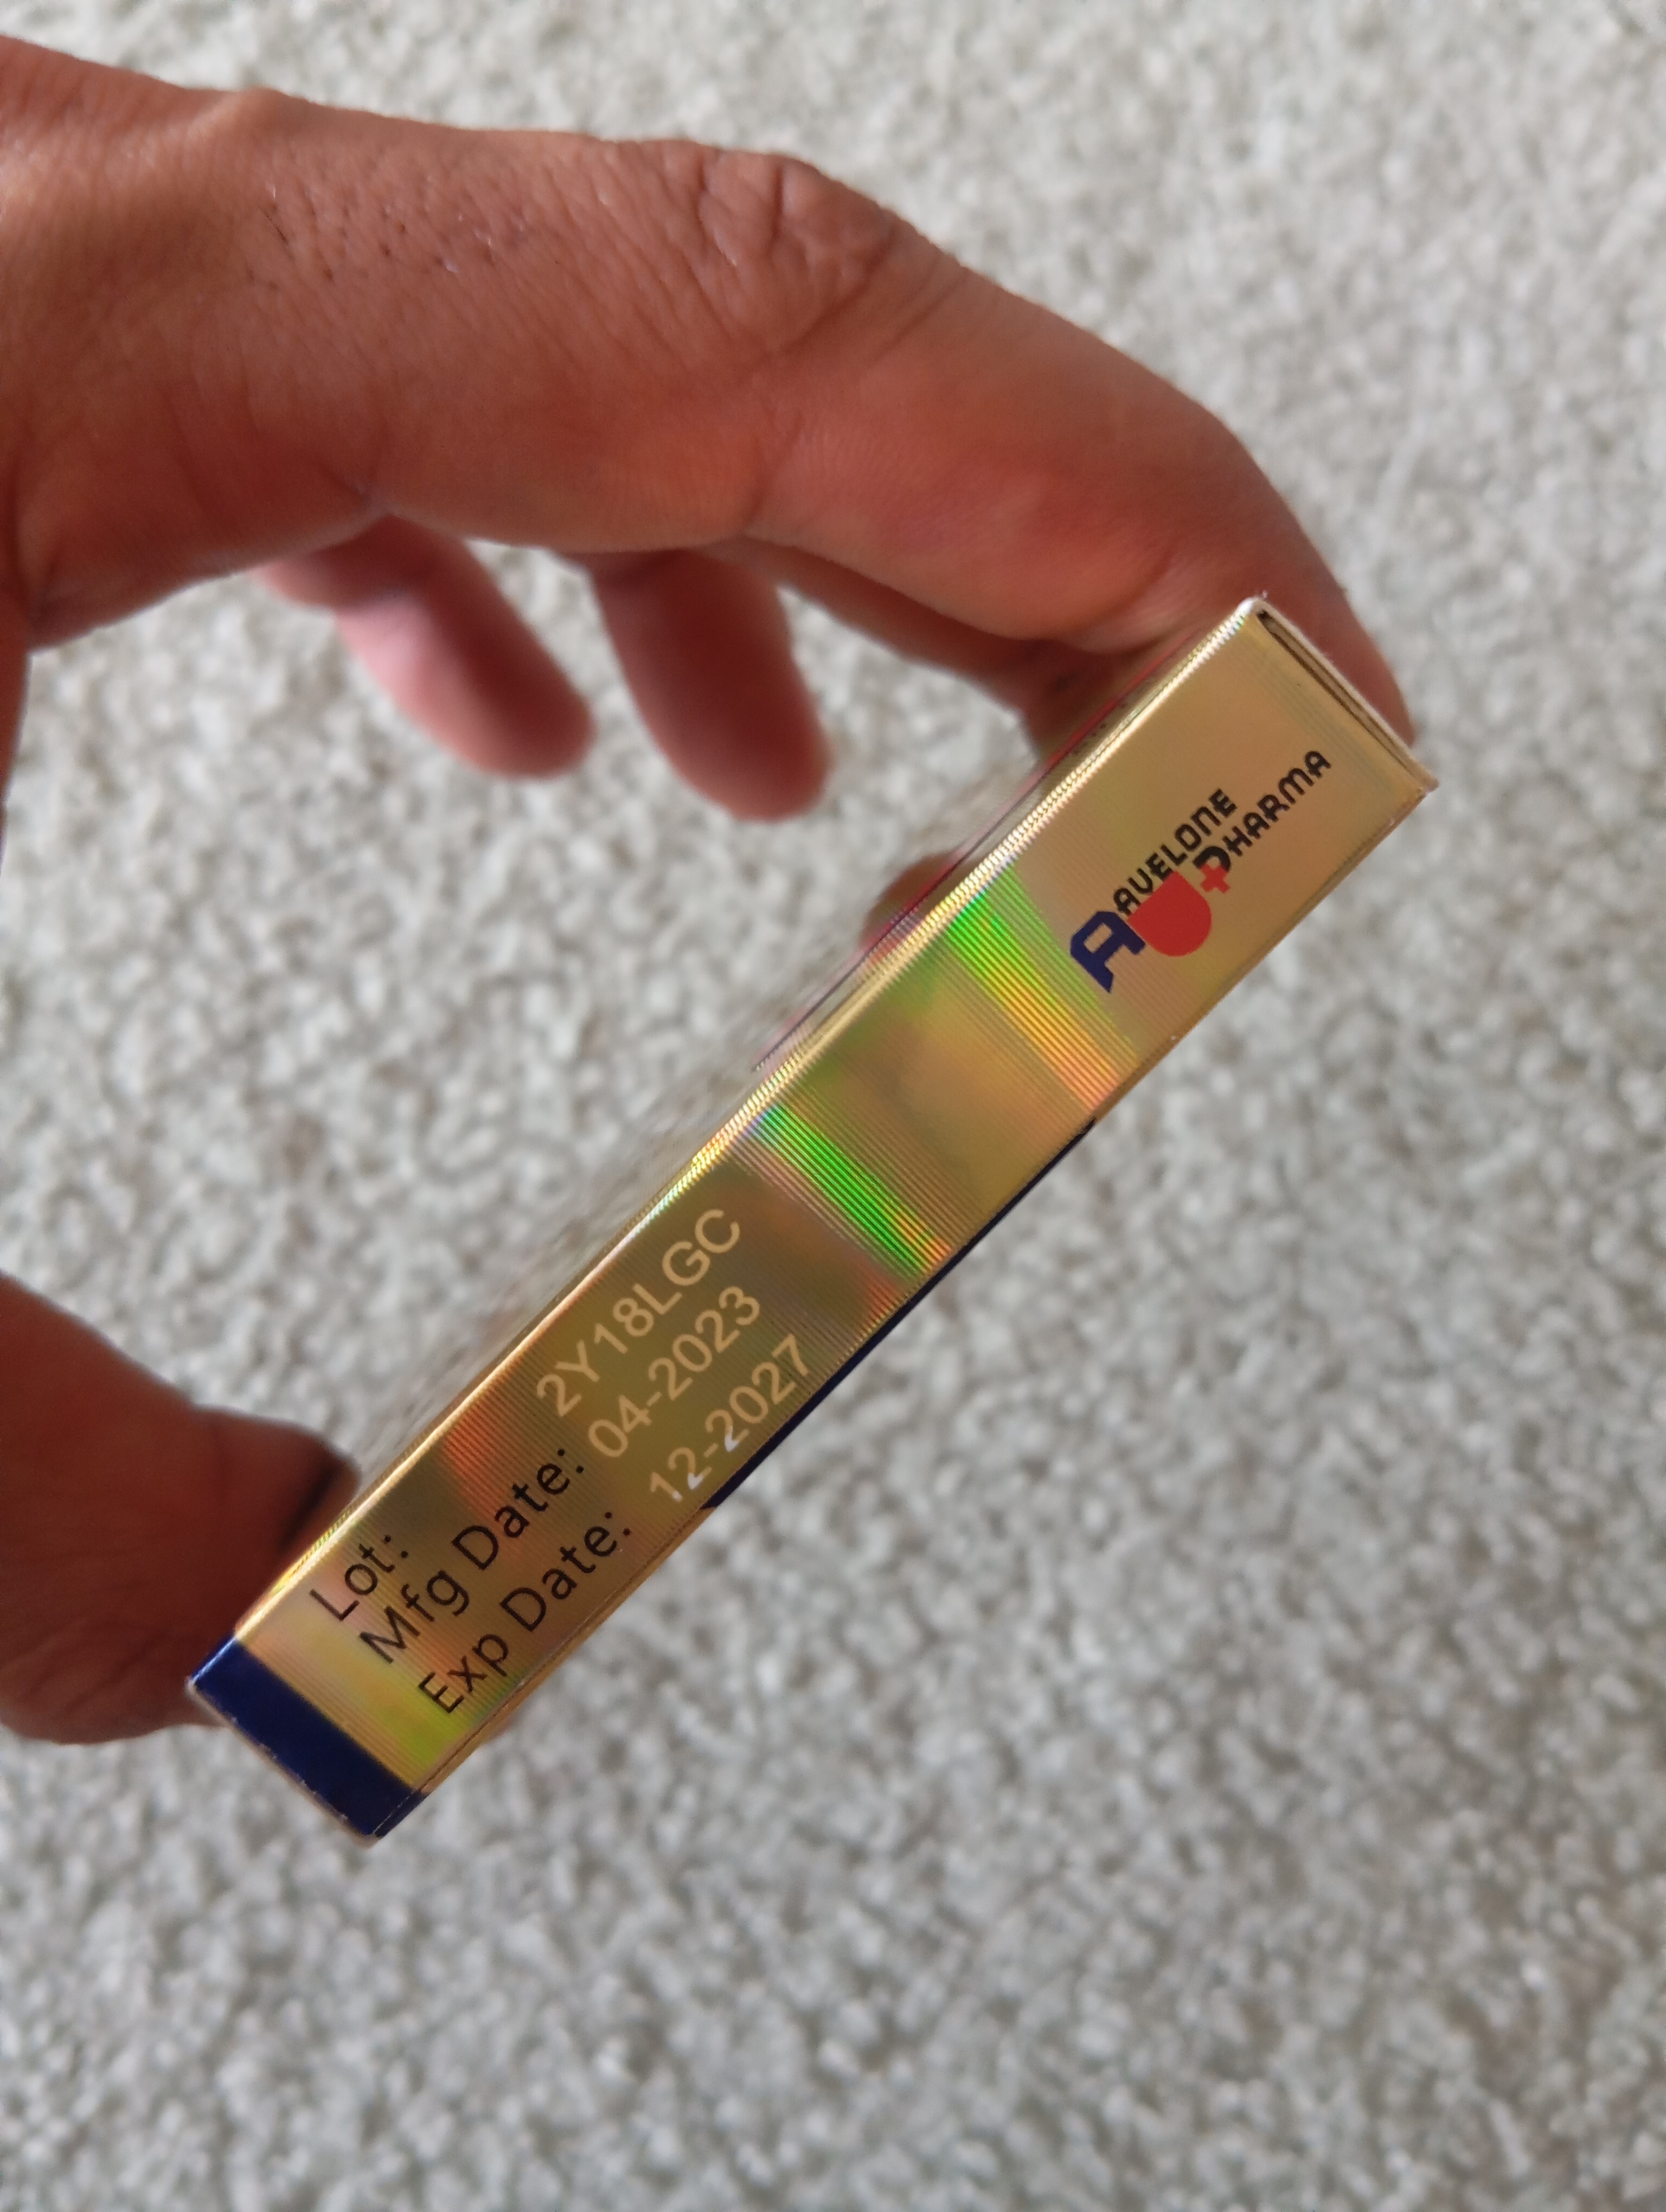 Lot: 2Y18LGC
Mfg Date: 04-2023
Exp Date: 12-2027
A AVELONE
PHARMA